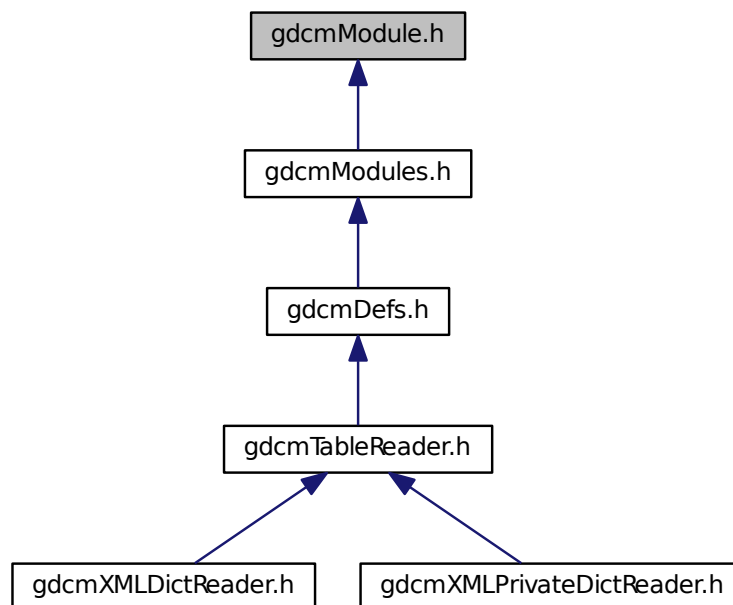 gdcmModule.h
gdcmModules.h
gdcmDefs.h
gdcmTableReader.h
gdcmXMLDictReader.h
gdcmXMLPrivateDictReader.h